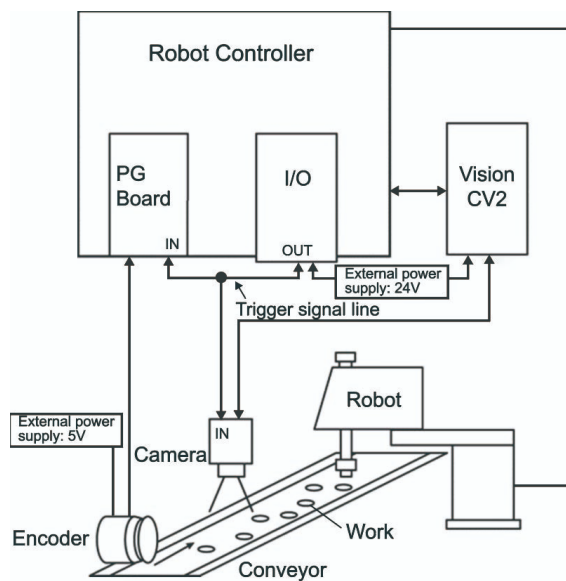 Robot Controller
PG
Board
IN
I/O
OUT
Vision
CV2
External power
supply: 24V
Trigger signal line
External power
supply: 5V
IN
Camera
Robot
Encoder
Work
Conveyor